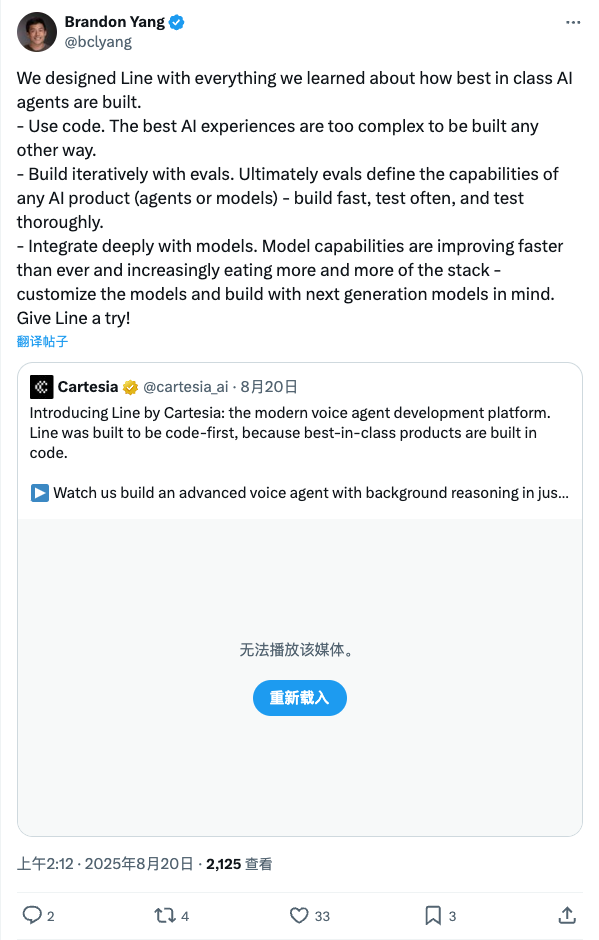 Brandon Yang
@bclyang
We designed Line with everything we learned about how best in class AI
agents are built.
- Use code. The best AI experiences are too complex to be built any
other way.
- Build iteratively with evals. Ultimately evals define the capabilities of
any AI product (agents or models) - build fast, test often, and test
thoroughly.
- Integrate deeply with models. Model capabilities are improving faster
than ever and increasingly eating more and more of the stack -
customize the models and build with next generation models in mind.
Give Line a try!
翻译帖子
Cartesia @cartesia_ai · 8月20日
Introducing Line by Cartesia: the modern voice agent development platform.
Line was built to be code-first, because best-in-class products are built in
code.
▶️ Watch us build an advanced voice agent with background reasoning in jus...
无法播放该媒体。
重新载入
上午2:12 · 2025年8月20日 · 2,125 查看
2 4 33 3